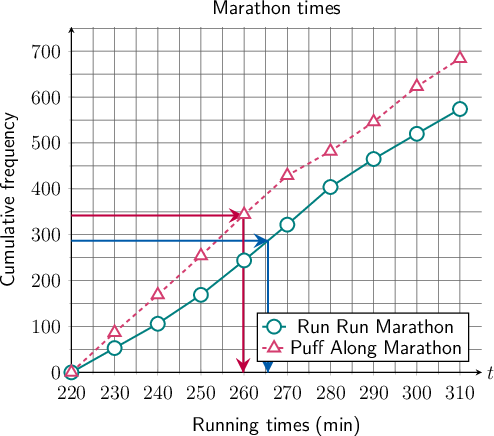 Marathon times
Cumulative frequency
700
600
500
400
300
200
100
0
220 230 240 250 260 270 280 290 300 310
t
Run Run Marathon
Puff Along Marathon
Running times (min)